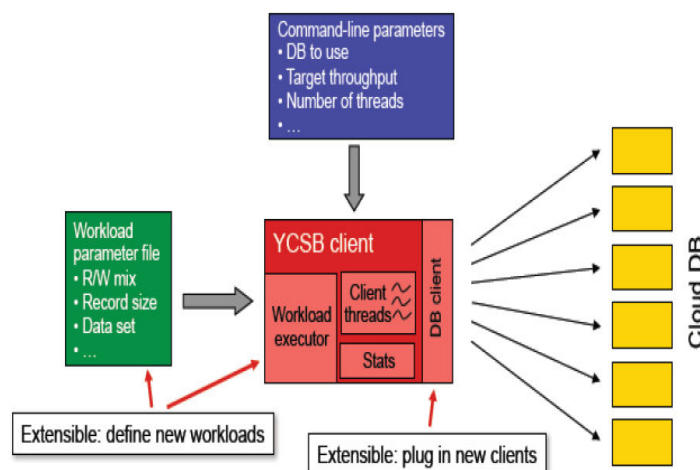 Command-line parameters
• DB to use
• Target throughput
• Number of threads
• ...
Workload
parameter file
• R/W mix
• Record size
• Data set
• ...
YCSB client
Workload
executor
Client
threads
Stats
DB client
Cloud DB
Extensible: define new workloads
Extensible: plug in new clients